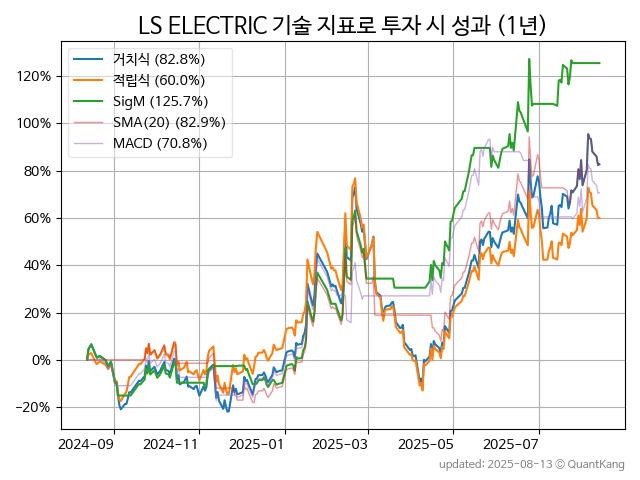 LS ELECTRIC 기술 지표로 투자 시 성과 (1년)
거치식 (82.8%)
적립식 (60.0%)
SigM (125.7%)
SMA(20) (82.9%)
MACD (70.8%)
120%
100%
80%
60%
40%
20%
0%
−20%
2024-09 2024-11 2025-01 2025-03 2025-05 2025-07
updated: 2025-08-13 ⓒ QuantKang